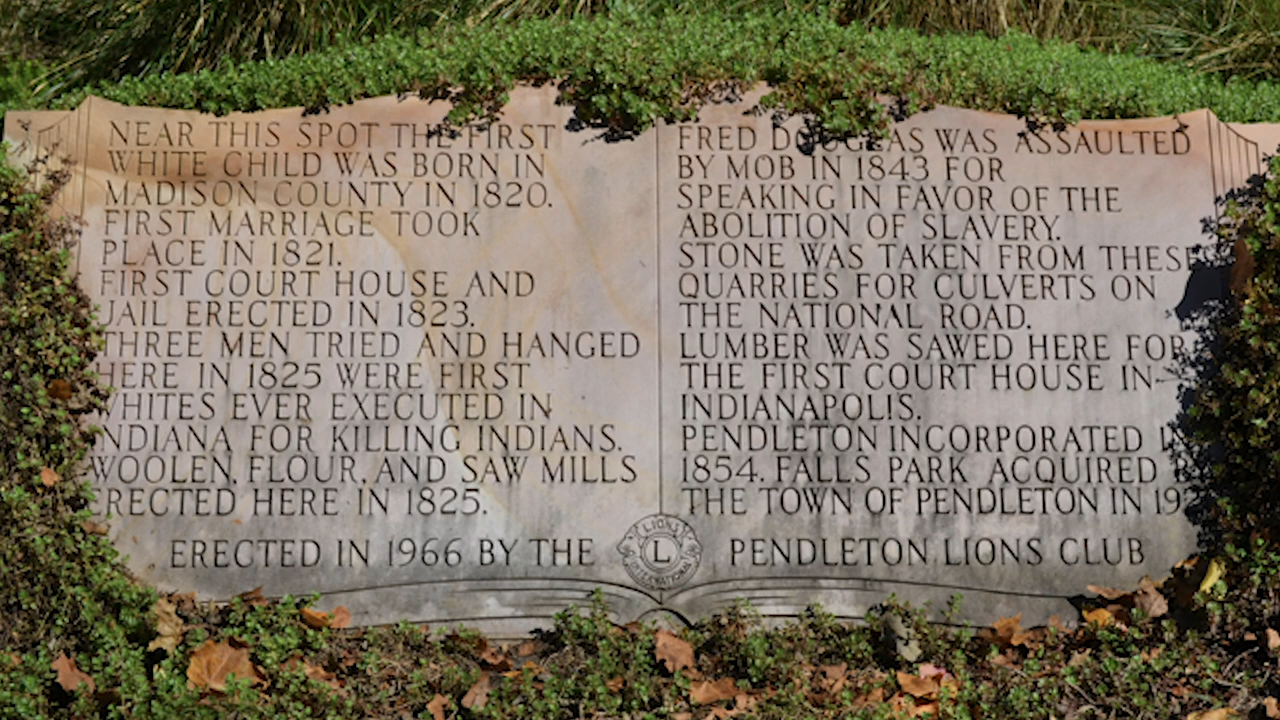 NEAR THIS SPOT THE FIRST
WHITE CHILD WAS BORN IN
MADISON COUNTY IN 1820.
FIRST MARRIAGE TOOK
PLACE IN 1821.
FIRST COURT HOUSE AND
JAIL ERECTED IN 1823.
THREE MEN TRIED AND HANGED
HERE IN 1825 WERE FIRST
WHITES EVER EXECUTED IN
INDIANA FOR KILLING INDIANS.
WOOLEN, FLOUR, AND SAW MILLS
ERECTED HERE IN 1825.
FRED DOUGLAS WAS ASSAULTED
BY MOB IN 1843 FOR
SPEAKING IN FAVOR OF THE
ABOLITION OF SLAVERY.
STONE WAS TAKEN FROM THESE
QUARRIES FOR CULVERTS ON
THE NATIONAL ROAD.
LUMBER WAS SAWED HERE FOR
THE FIRST COURT HOUSE IN
INDIANAPOLIS.
PENDLETON INCORPORATED IN
1854. FALLS PARK ACQUIRED
THE TOWN OF PENDLETON IN
ERECTED IN 1966 BY THE
LIONS
L
INTERNATIONAL
PENDLETON LIONS CLUB